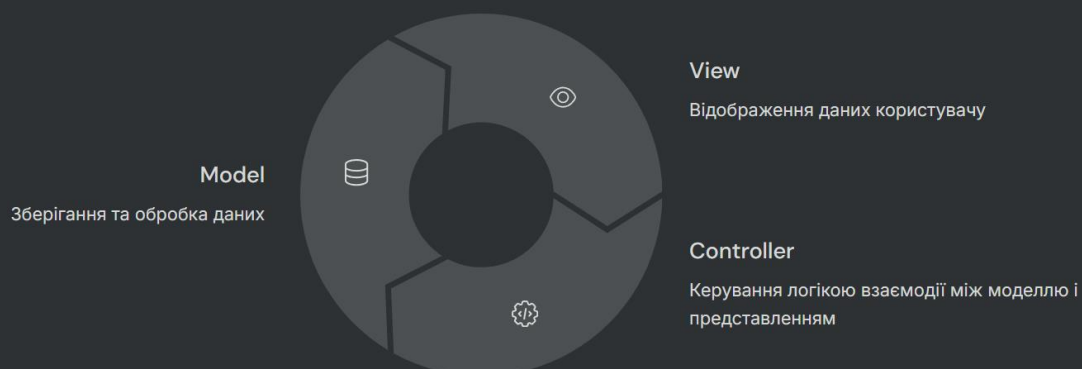 View
Відображення даних користувачу
Model
Зберігання та обробка даних
Controller
Керування логікою взаємодії між моделлю і
представленням